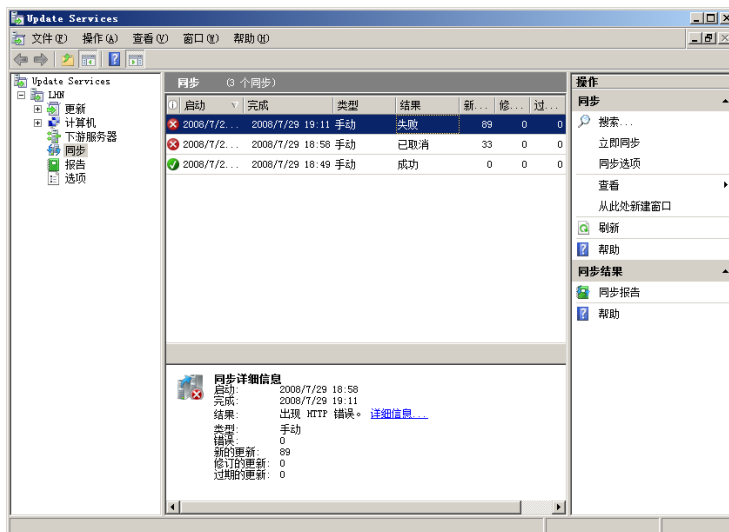 Update Services
文件(F) 操作(A) 查看(V) 窗口(W) 帮助(H)
Update Services
LHN
更新
计算机
下游服务器
同步
报告
选项
同步 (3 个同步)
启动 完成 类型 结果 新... 修... 过...
2008/7/2... 2008/7/29 19:11 手动 失败 89 0 0
2008/7/2... 2008/7/29 18:58 手动 已取消 33 0 0
2008/7/2... 2008/7/29 18:49 手动 成功 0 0 0
同步详细信息
启动: 2008/7/29 18:58
完成: 2008/7/29 19:11
结果: 出现 HTTP 错误。 详细信息...
类型: 手动
错误: 0
新的更新: 89
修订的更新: 0
过期的更新: 0
操作
同步
搜索...
立即同步
同步选项
查看
从此处新建窗口
刷新
帮助
同步结果
同步报告
帮助